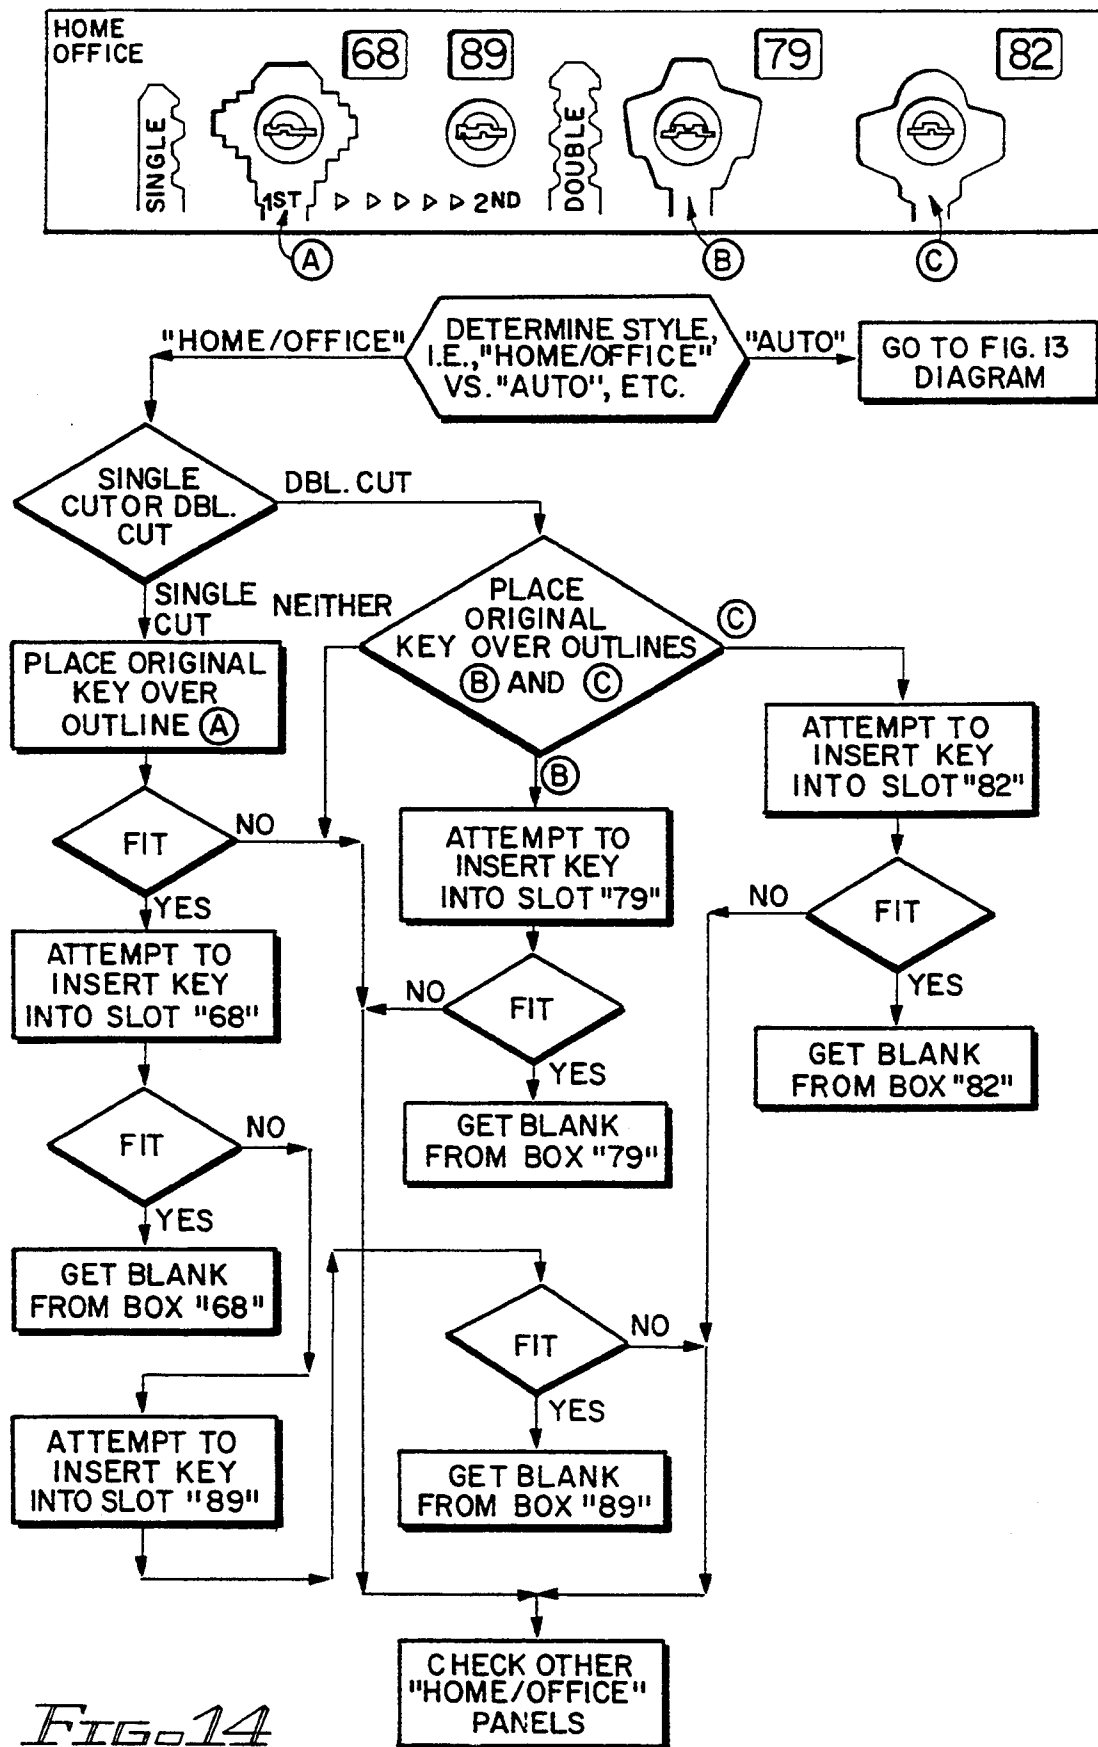 HOME
OFFICE
68
89
79
82
SINGLE
DOUBLE
1ST
2ND
A
B
C
"HOME/OFFICE"
DETERMINE STYLE,
I.E., "HOME/OFFICE"
VS. "AUTO", ETC.
"AUTO"
GO TO FIG. 13
DIAGRAM
SINGLE
CUT OR DBL.
CUT
DBL. CUT
SINGLE
CUT
NEITHER
PLACE
ORIGINAL
KEY OVER OUTLINES
B AND C
C
B
PLACE ORIGINAL
KEY OVER
OUTLINE A
ATTEMPT TO
INSERT KEY
INTO SLOT "82"
FIT
NO
YES
ATTEMPT TO
INSERT KEY
INTO SLOT "79"
FIT
NO
YES
ATTEMPT TO
INSERT KEY
INTO SLOT "68"
FIT
NO
YES
GET BLANK
FROM BOX "82"
GET BLANK
FROM BOX "79"
FIT
NO
YES
GET BLANK
FROM BOX "68"
FIT
NO
YES
ATTEMPT TO
INSERT KEY
INTO SLOT "89"
GET BLANK
FROM BOX "89"
CHECK OTHER
"HOME/OFFICE"
PANELS
FIG. 14